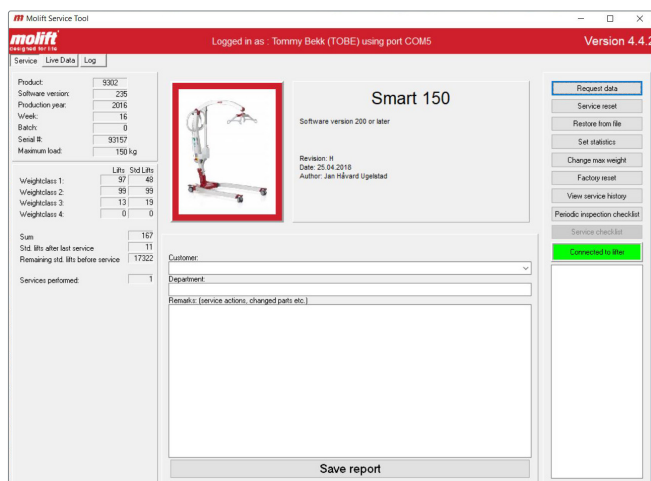 Molift Service Tool
molift
designed for life
Logged in as : Tommy Bekk (TOBE) using port COM5
Version 4.4.2
Service Live Data Log
Product: 9302
Software version: 235
Production year: 2016
Week: 16
Batch: 0
Serial #: 93157
Maximum load: 150 kg
Lifts Std Lifts
Weightclass 1: 97 48
Weightclass 2: 99 99
Weightclass 3: 13 19
Weightclass 4: 0 0
Sum 167
Std. lifts after last service 11
Remaining std. lifts before service 17322
Services performed: 1
Smart 150
Software version 200 or later
Revision: H
Date: 25.04.2018
Author: Jan Håvard Ugelstad
Customer:
Department:
Remarks: (service actions, changed parts etc.)
Save report
Request data
Service reset
Restore from file
Set statistics
Change max weight
Factory reset
View service history
Periodic inspection checklist
Service checklist
Connected to lifter